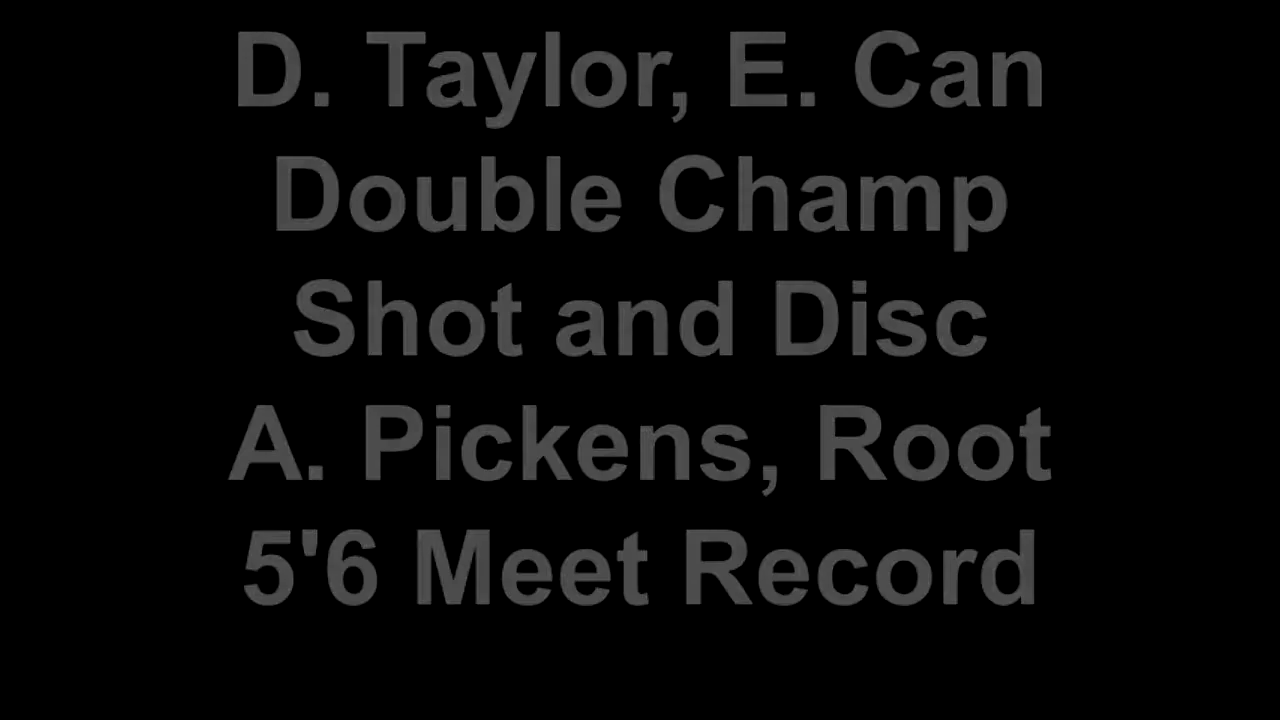 D. Taylor, E. Can
Double Champ
Shot and Disc
A. Pickens, Root
5'6 Meet Record